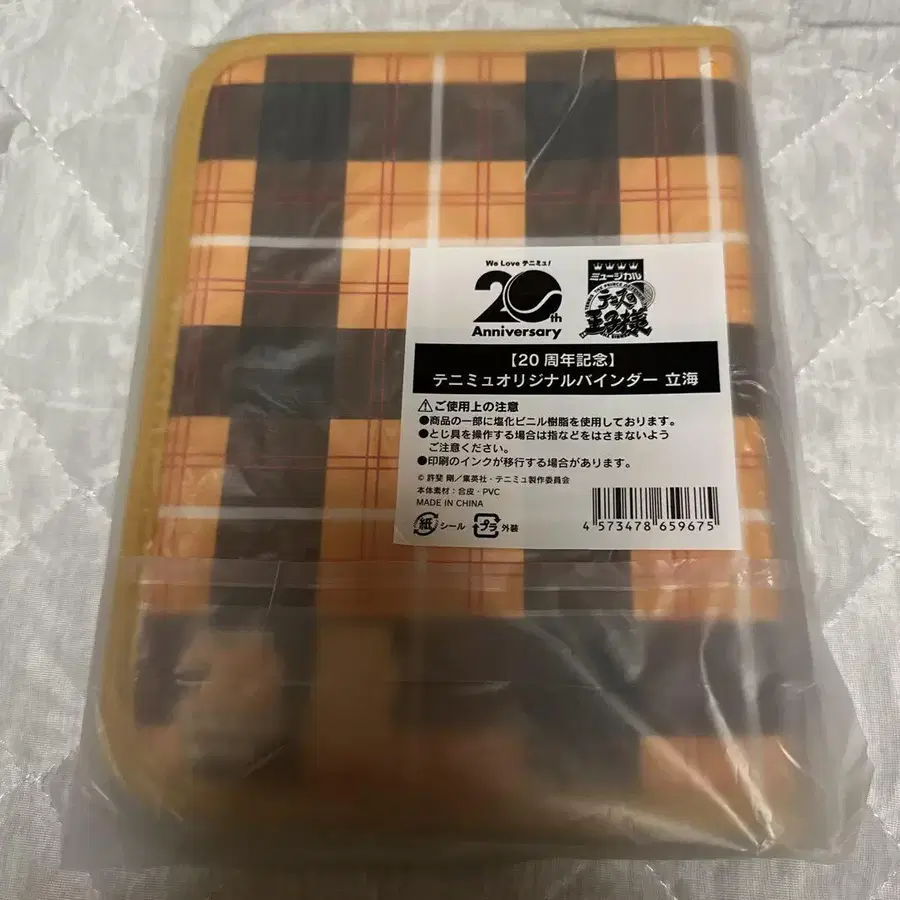 We Love テニミュ!
20th
Anniversary
ミュージカル
テニスの
王子様
【20周年記念】
テニミュオリジナルバインダー 立海
⚠ご使用上の注意
●商品の一部に塩化ビニル樹脂を使用しております。
●とじ具を操作する場合は指などをはさまないよう
ご注意ください。
●印刷のインクが移行する場合があります。
© 許斐 剛/集英社・テニミュ製作委員会
本体素材:合皮・PVC
MADE IN CHINA
紙 シール プラ 外装
4 573478 659675